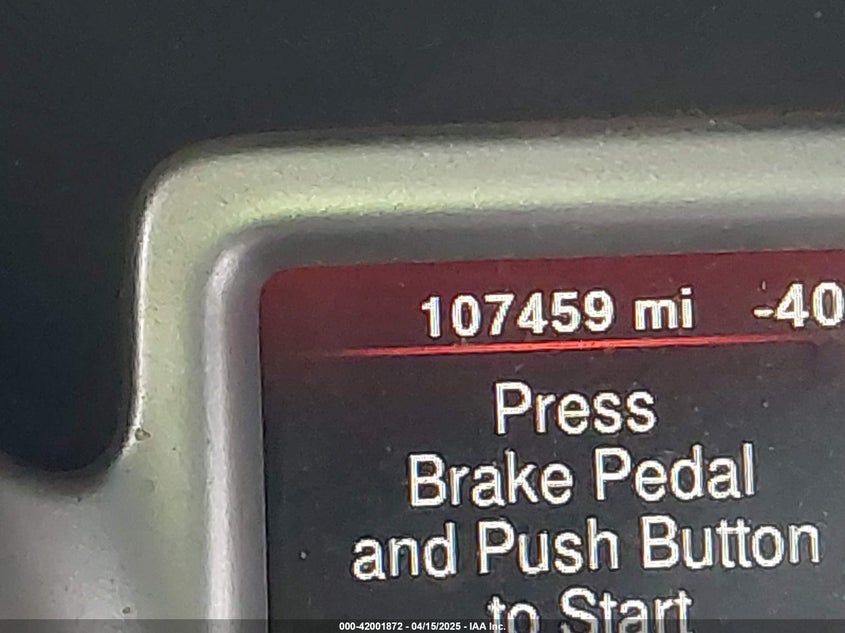 107459 mi -40
Press
Brake Pedal
and Push Button
to Start
000-42001872 - 04/15/2025 - IAA Inc.